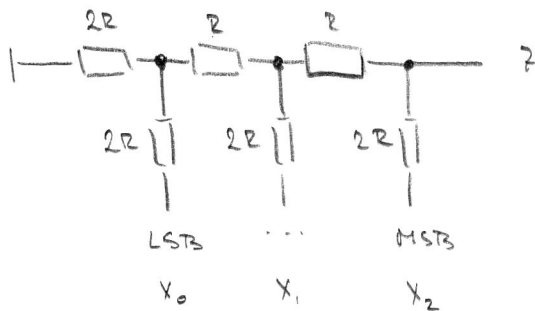 2R R R
z
2R 2R 2R
LSB ... MSB
X₀ X₁ X₂